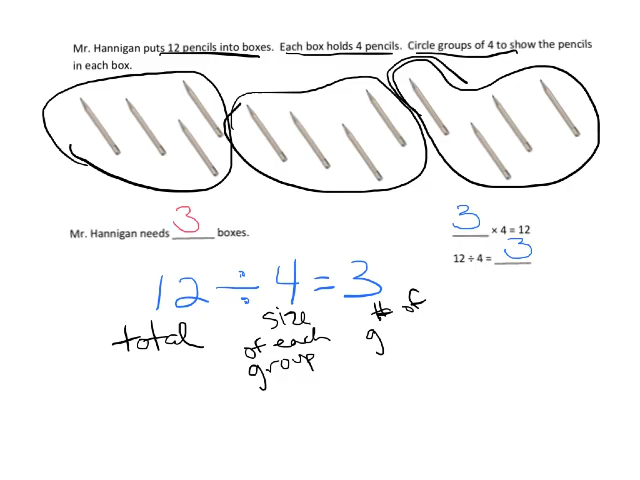 Mr. Hannigan puts 12 pencils into boxes. Each box holds 4 pencils. Circle groups of 4 to show the pencils
in each box.
Mr. Hannigan needs 3 boxes.
3 × 4 = 12
12 ÷ 4 = 3
12 ÷ 4 = 3
total
size
of each
group
# of
g